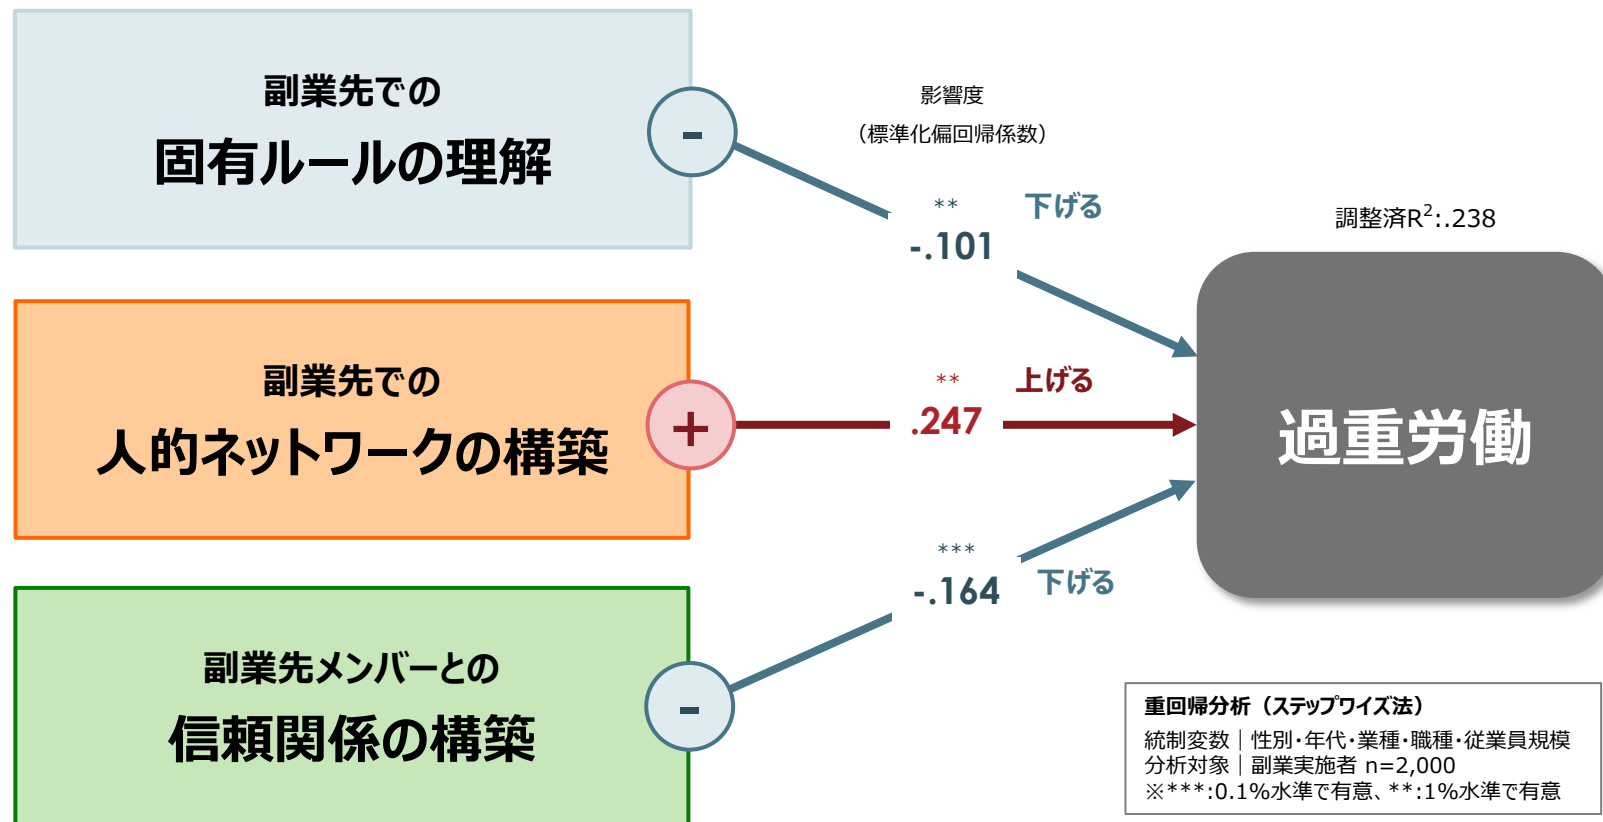 副業先での
固有ルールの理解
-
影響度
（標準化偏回帰係数）
**
下げる
-.101
調整済R²:.238
副業先での
人的ネットワークの構築
+
**
上げる
.247
過重労働
副業先メンバーとの
信頼関係の構築
-
***
-.164
下げる
重回帰分析（ステップワイズ法）
統制変数｜性別・年代・業種・職種・従業員規模
分析対象｜副業実施者 n=2,000
※***:0.1%水準で有意、**:1%水準で有意